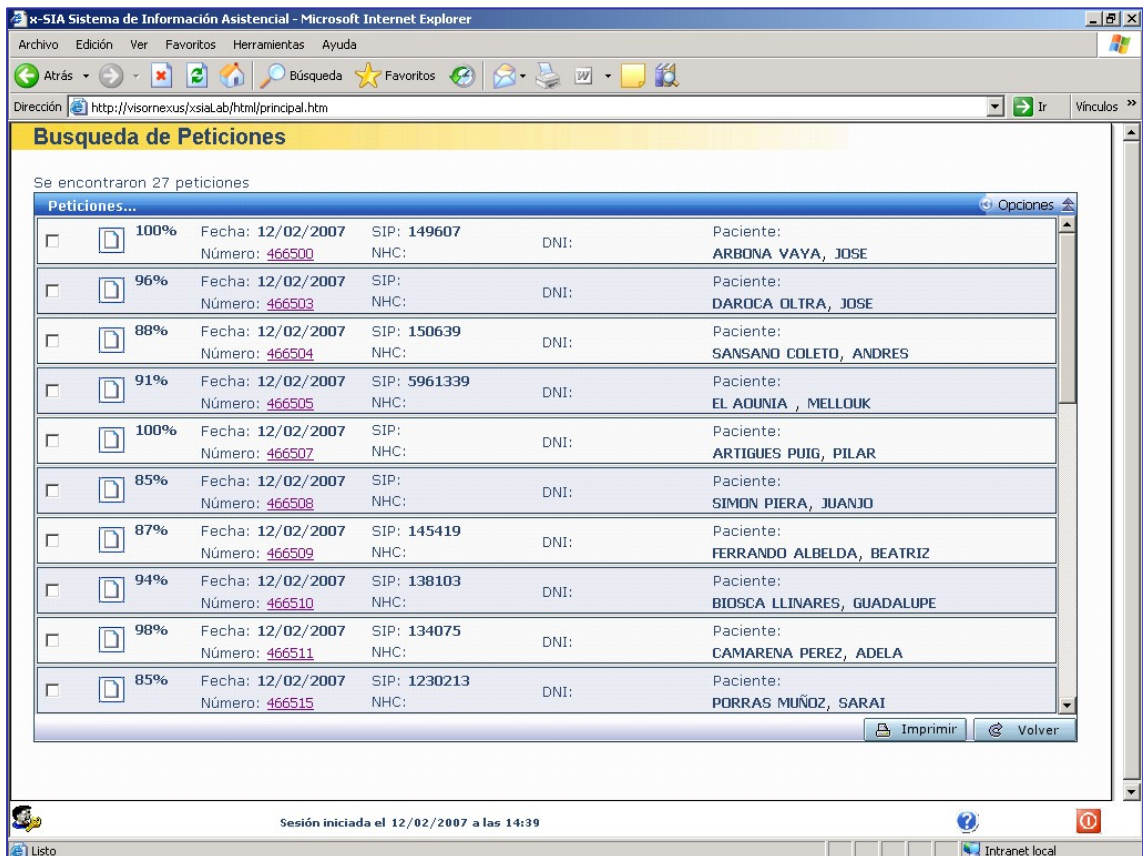 x-SIA Sistema de Información Asistencial - Microsoft Internet Explorer
Archivo Edición Ver Favoritos Herramientas Ayuda
Atrás Búsqueda Favoritos
Dirección http://visornexus/xsiaLab/html/principal.htm Ir Vínculos »
Busqueda de Peticiones
Se encontraron 27 peticiones
Peticiones... Opciones
100% Fecha: 12/02/2007 SIP: 149607 DNI: Paciente:
Número: 466500 NHC: ARBONA VAYA, JOSE
96% Fecha: 12/02/2007 SIP: DNI: Paciente:
Número: 466503 NHC: DAROCA OLTRA, JOSE
88% Fecha: 12/02/2007 SIP: 150639 DNI: Paciente:
Número: 466504 NHC: SANSANO COLETO, ANDRES
91% Fecha: 12/02/2007 SIP: 5961339 DNI: Paciente:
Número: 466505 NHC: EL AOUNIA , MELLOUK
100% Fecha: 12/02/2007 SIP: DNI: Paciente:
Número: 466507 NHC: ARTIGUES PUIG, PILAR
85% Fecha: 12/02/2007 SIP: DNI: Paciente:
Número: 466508 NHC: SIMON PIERA, JUANJO
87% Fecha: 12/02/2007 SIP: 145419 DNI: Paciente:
Número: 466509 NHC: FERRANDO ALBELDA, BEATRIZ
94% Fecha: 12/02/2007 SIP: 138103 DNI: Paciente:
Número: 466510 NHC: BIOSCA LLINARES, GUADALUPE
98% Fecha: 12/02/2007 SIP: 134075 DNI: Paciente:
Número: 466511 NHC: CAMARENA PEREZ, ADELA
85% Fecha: 12/02/2007 SIP: 1230213 DNI: Paciente:
Número: 466515 NHC: PORRAS MUÑOZ, SARAI
Imprimir Volver
Sesión iniciada el 12/02/2007 a las 14:39
Listo Intranet local